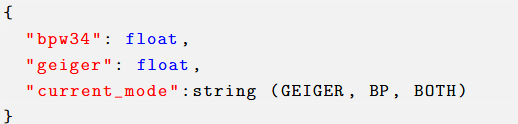 {
"bpw34": float,
"geiger": float,
"current_mode":string (GEIGER, BP, BOTH)
}